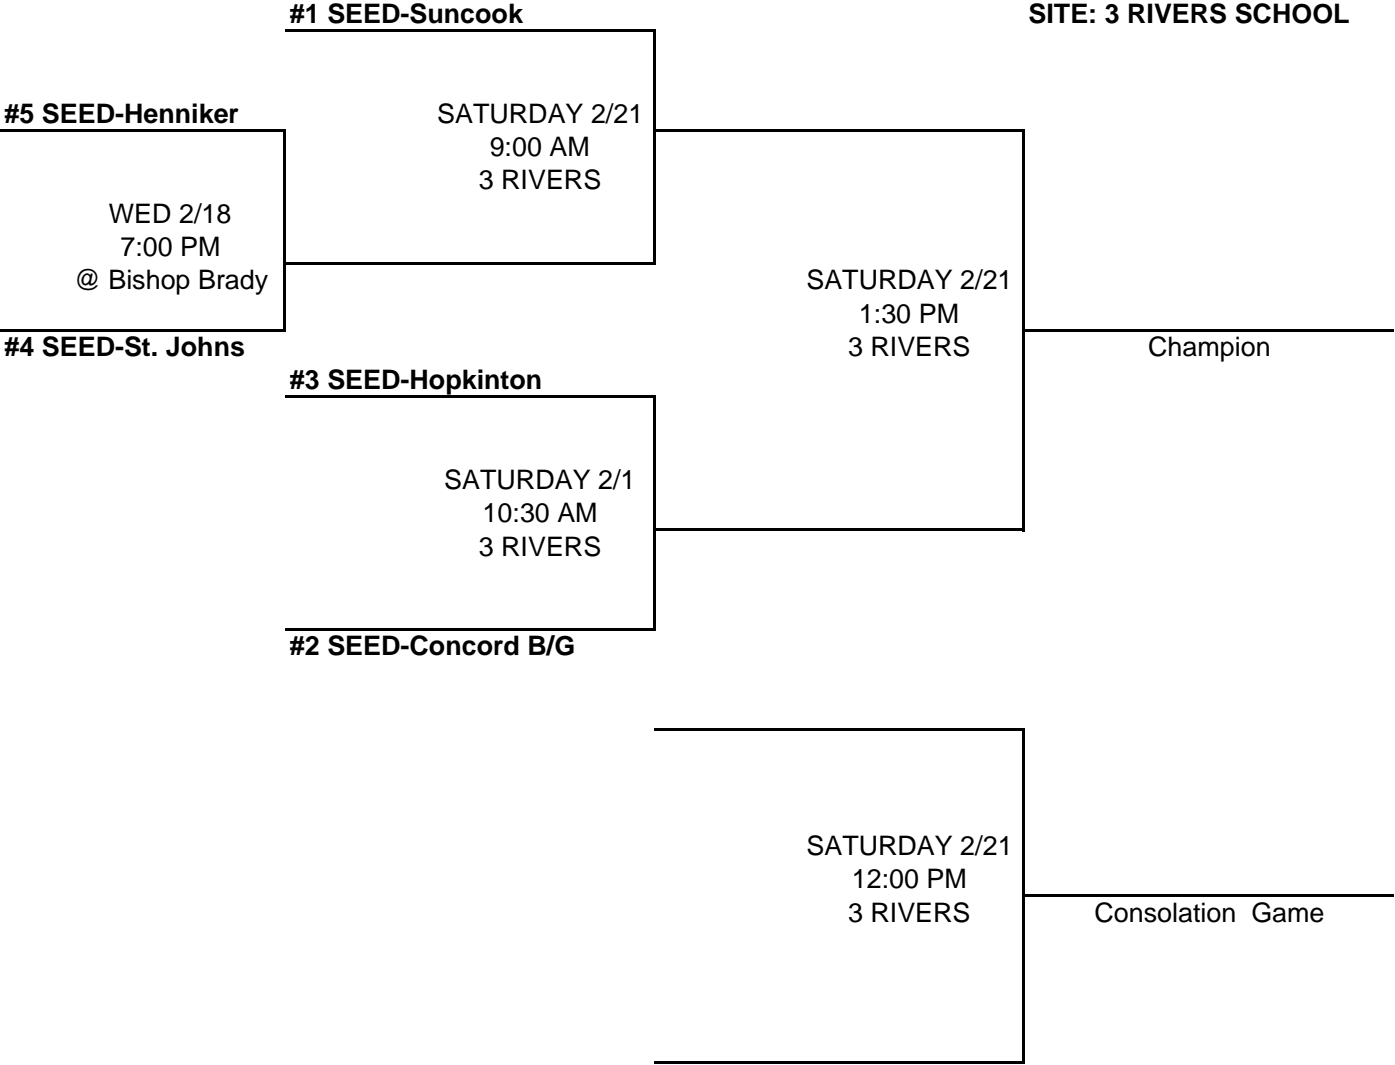 #1 SEED-Suncook
SITE: 3 RIVERS SCHOOL
#5 SEED-Henniker
SATURDAY 2/21
9:00 AM
3 RIVERS
WED 2/18
7:00 PM
@ Bishop Brady
SATURDAY 2/21
1:30 PM
3 RIVERS
#4 SEED-St. Johns
Champion
#3 SEED-Hopkinton
SATURDAY 2/1
10:30 AM
3 RIVERS
#2 SEED-Concord B/G
SATURDAY 2/21
12:00 PM
3 RIVERS
Consolation  Game